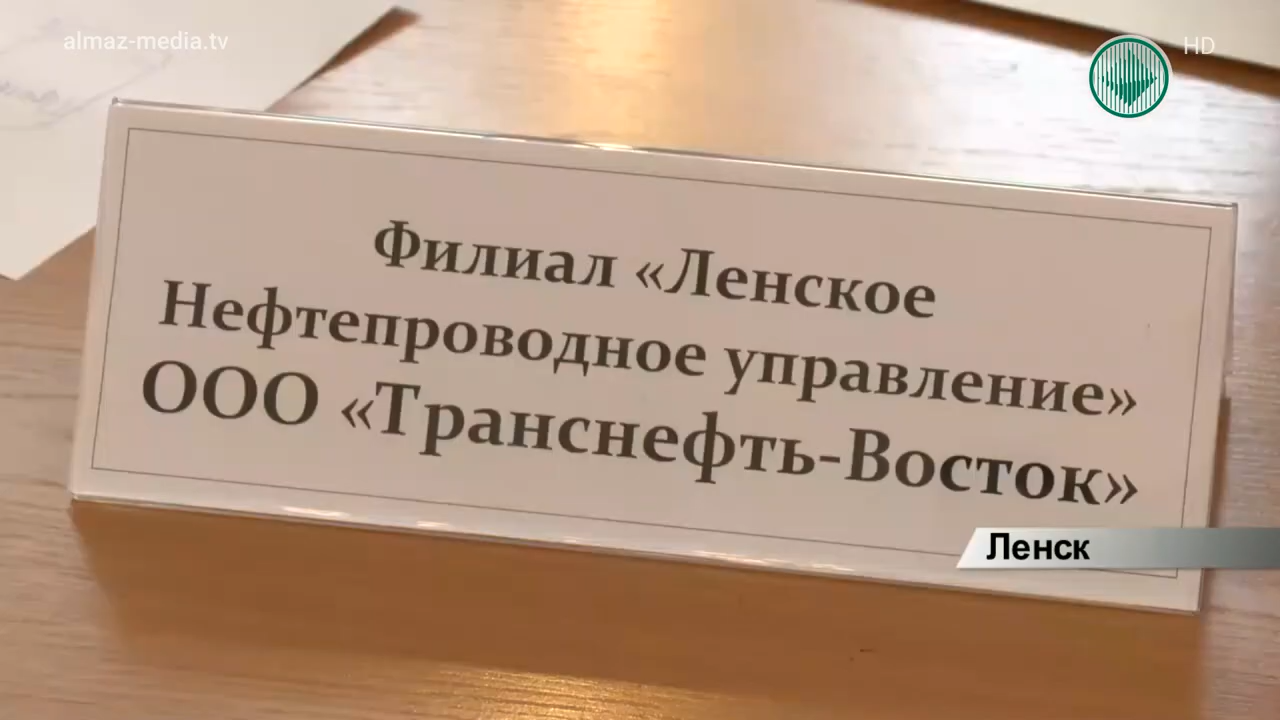 almaz-media.tv
HD
Филиал «Ленское
Нефтепроводное управление»
ООО «Транснефть-Восток»
Ленск